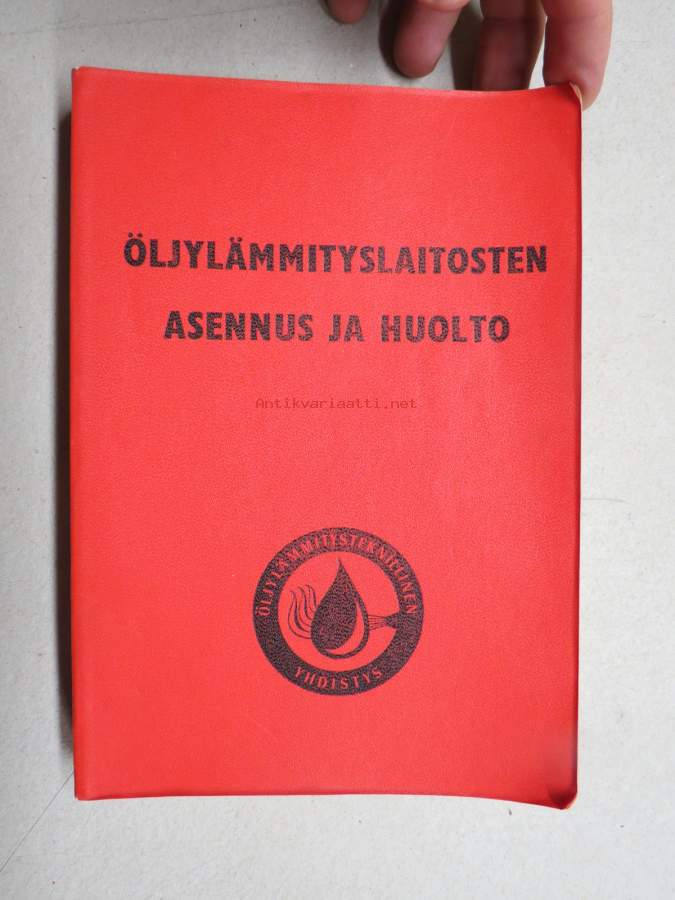 ÖLJYLÄMMITYSLAITOSTEN
ASENNUS JA HUOLTO
Antikvariaatti.net
ÖLJYLÄMMITYSTEKNILLINEN
YHDISTYS